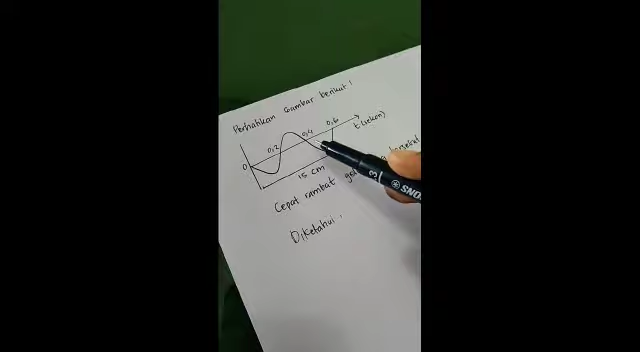 Perhatikan Gambar berikut!
0,6
t (sekon)
0,4
0,2
0
15 cm
Cepat rambat
Diketahui,